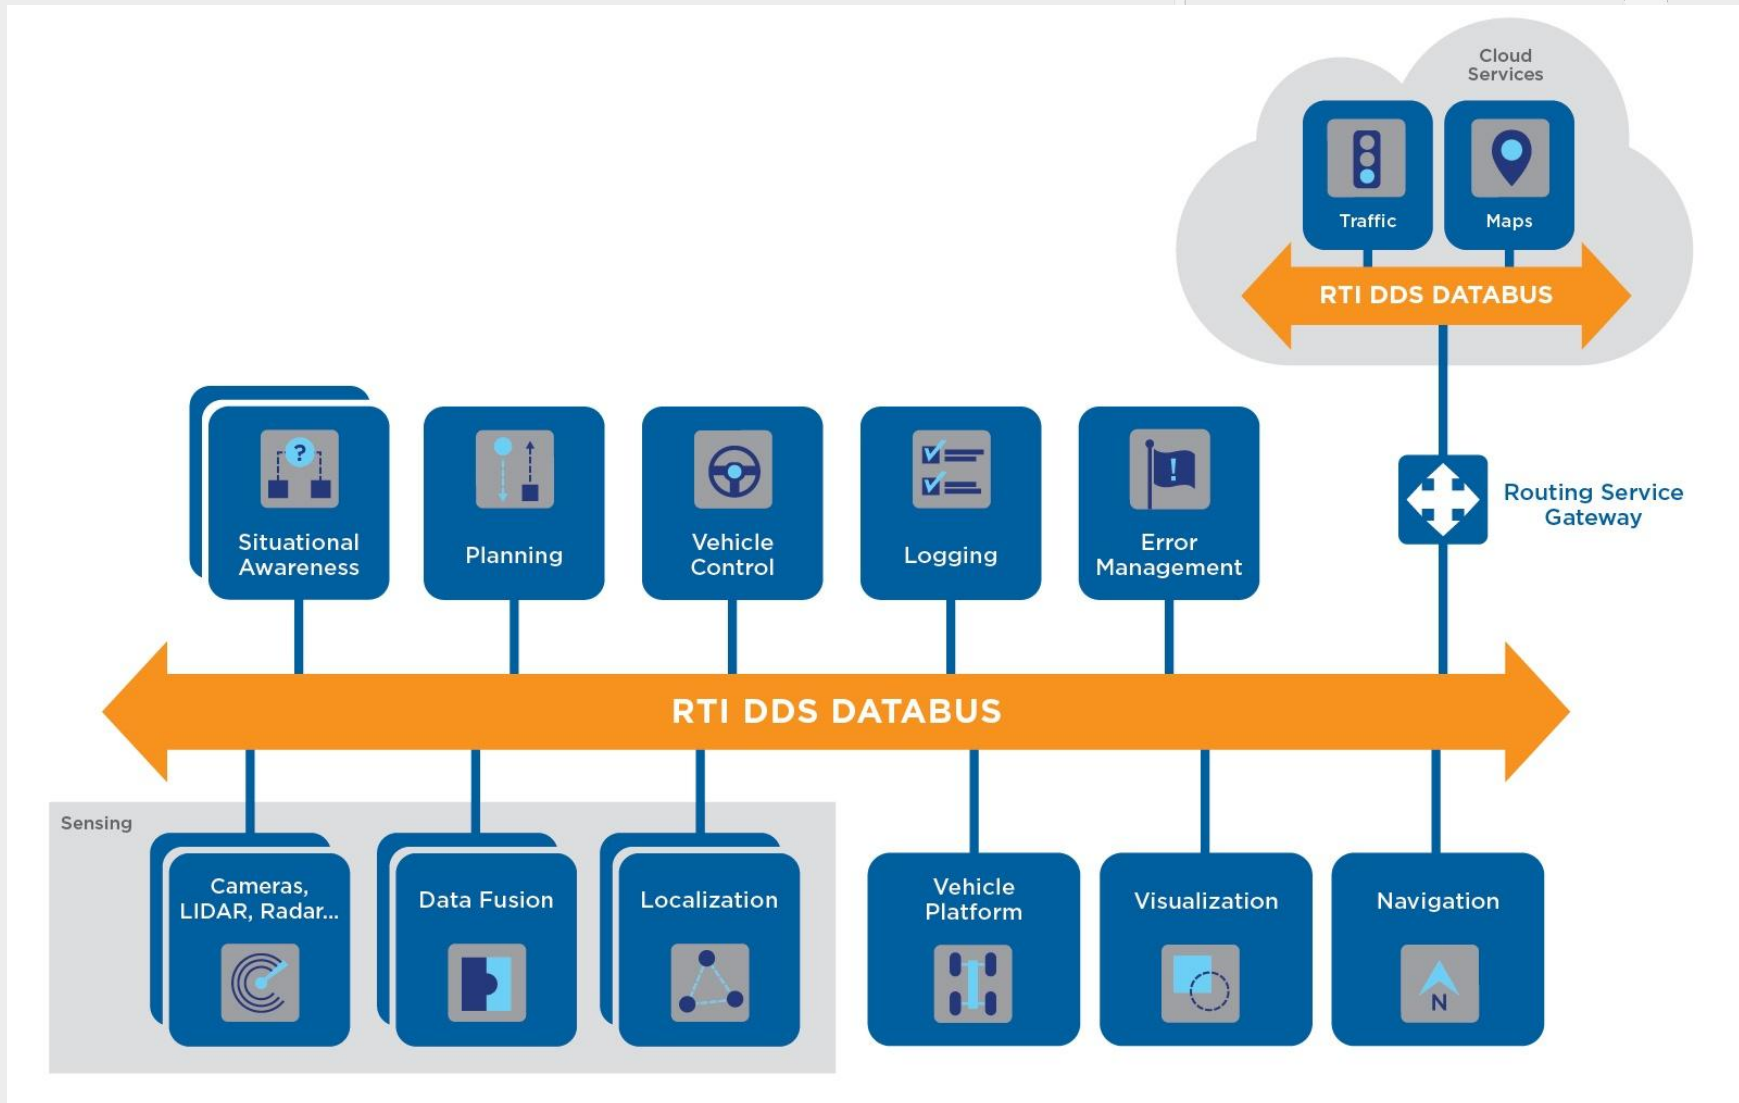 Cloud
Services
Traffic
Maps
RTI DDS DATABUS
Routing Service
Gateway
?
Situational
Awareness
Planning
Vehicle
Control
Logging
!
Error
Management
RTI DDS DATABUS
Sensing
Cameras,
LIDAR, Radar...
Data Fusion
Localization
Vehicle
Platform
Visualization
Navigation
N